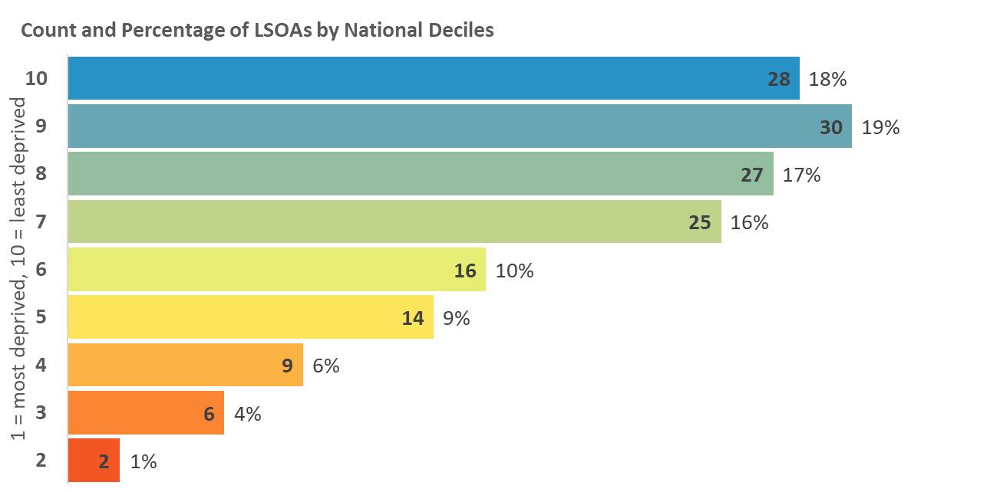 Count and Percentage of LSOAs by National Deciles
1 = most deprived, 10 = least deprived
10 28 18%
9 30 19%
8 27 17%
7 25 16%
6 16 10%
5 14 9%
4 9 6%
3 6 4%
2 2 1%